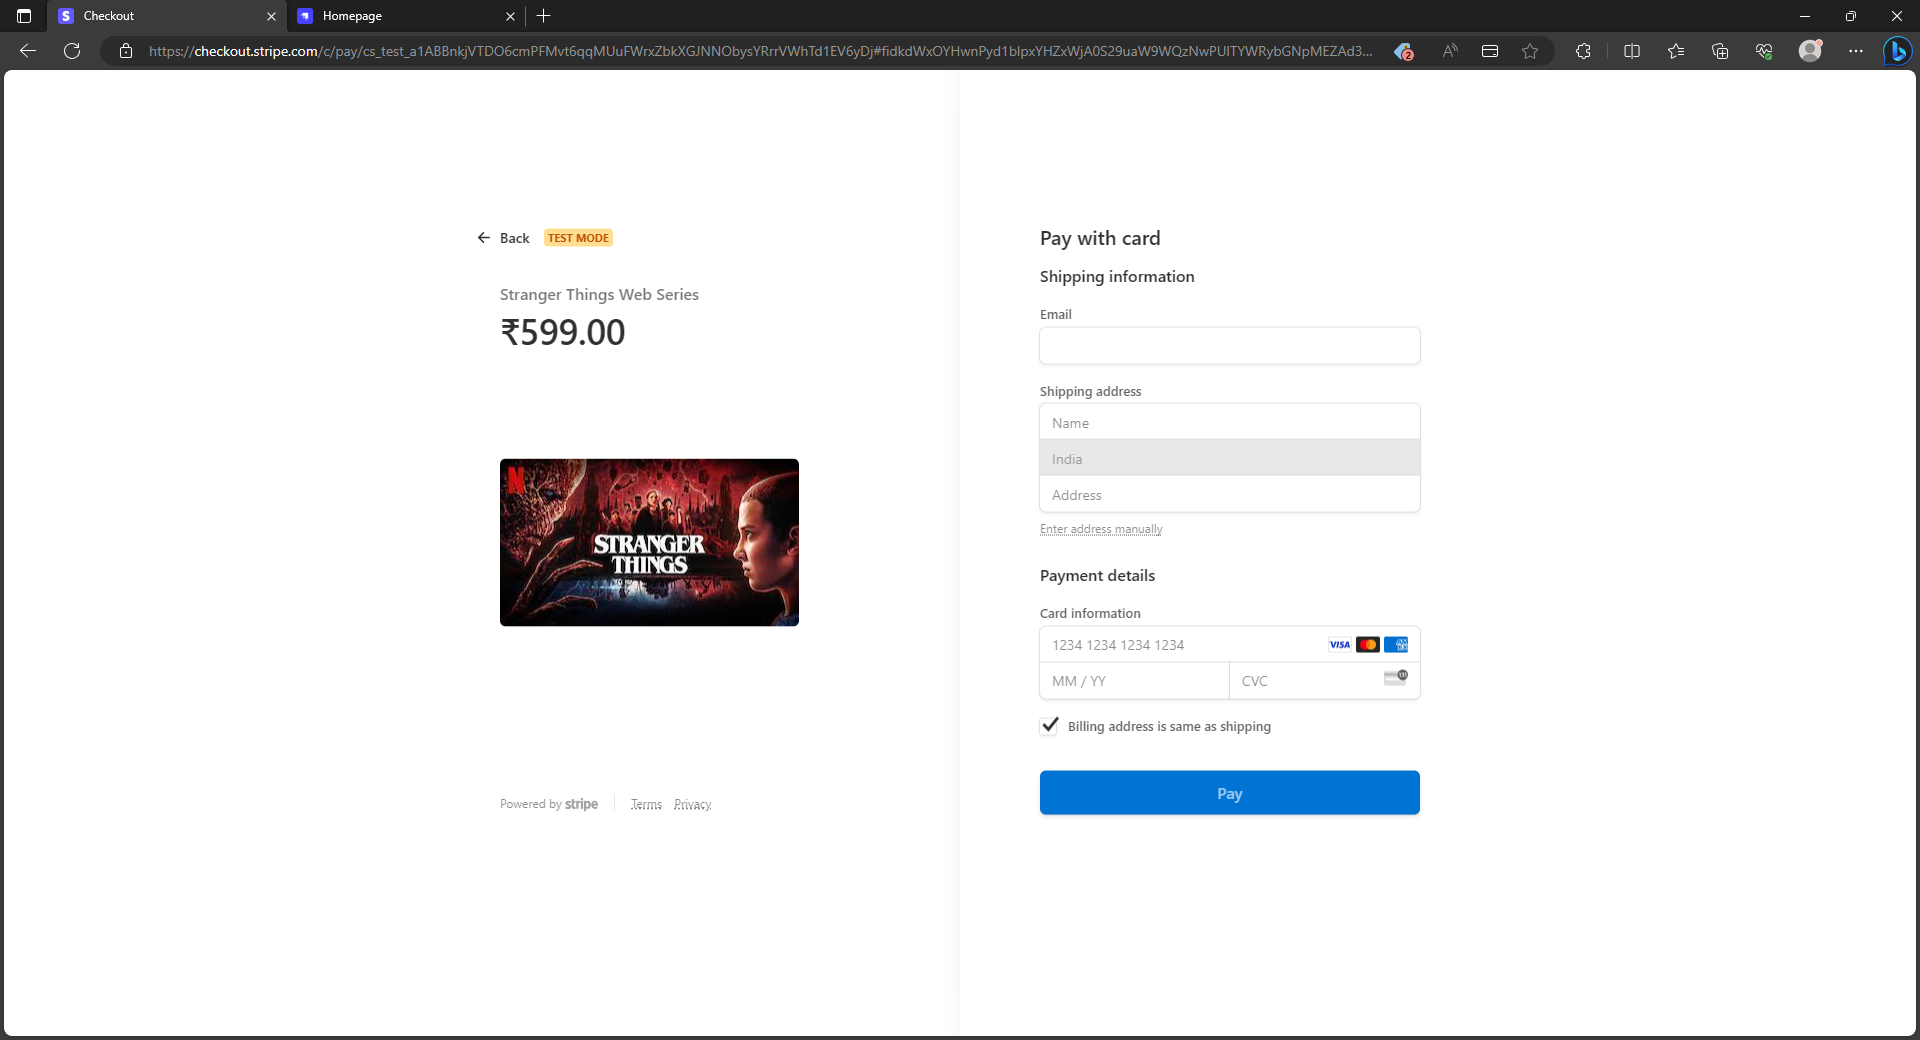 Checkout
Homepage
https://checkout.stripe.com/c/pay/cs_test_a1ABBnkjVTDO6cmPFMvt6qqMUuFWrxZbkXGJNNObysYRrrVWhTd1EV6yDj#fidkdWxOYHwnPyd1blpxYHZxWjA0S29uaW9WQzNwPUlTYWRybGNpMEZAd3...
2
Back
TEST MODE
Stranger Things Web Series
₹599.00
N
STRANGER
THINGS
Powered by stripe
Terms
Privacy
Pay with card
Shipping information
Email
Shipping address
Name
India
Address
Enter address manually
Payment details
Card information
1234 1234 1234 1234
VISA
MM / YY
CVC
Billing address is same as shipping
Pay